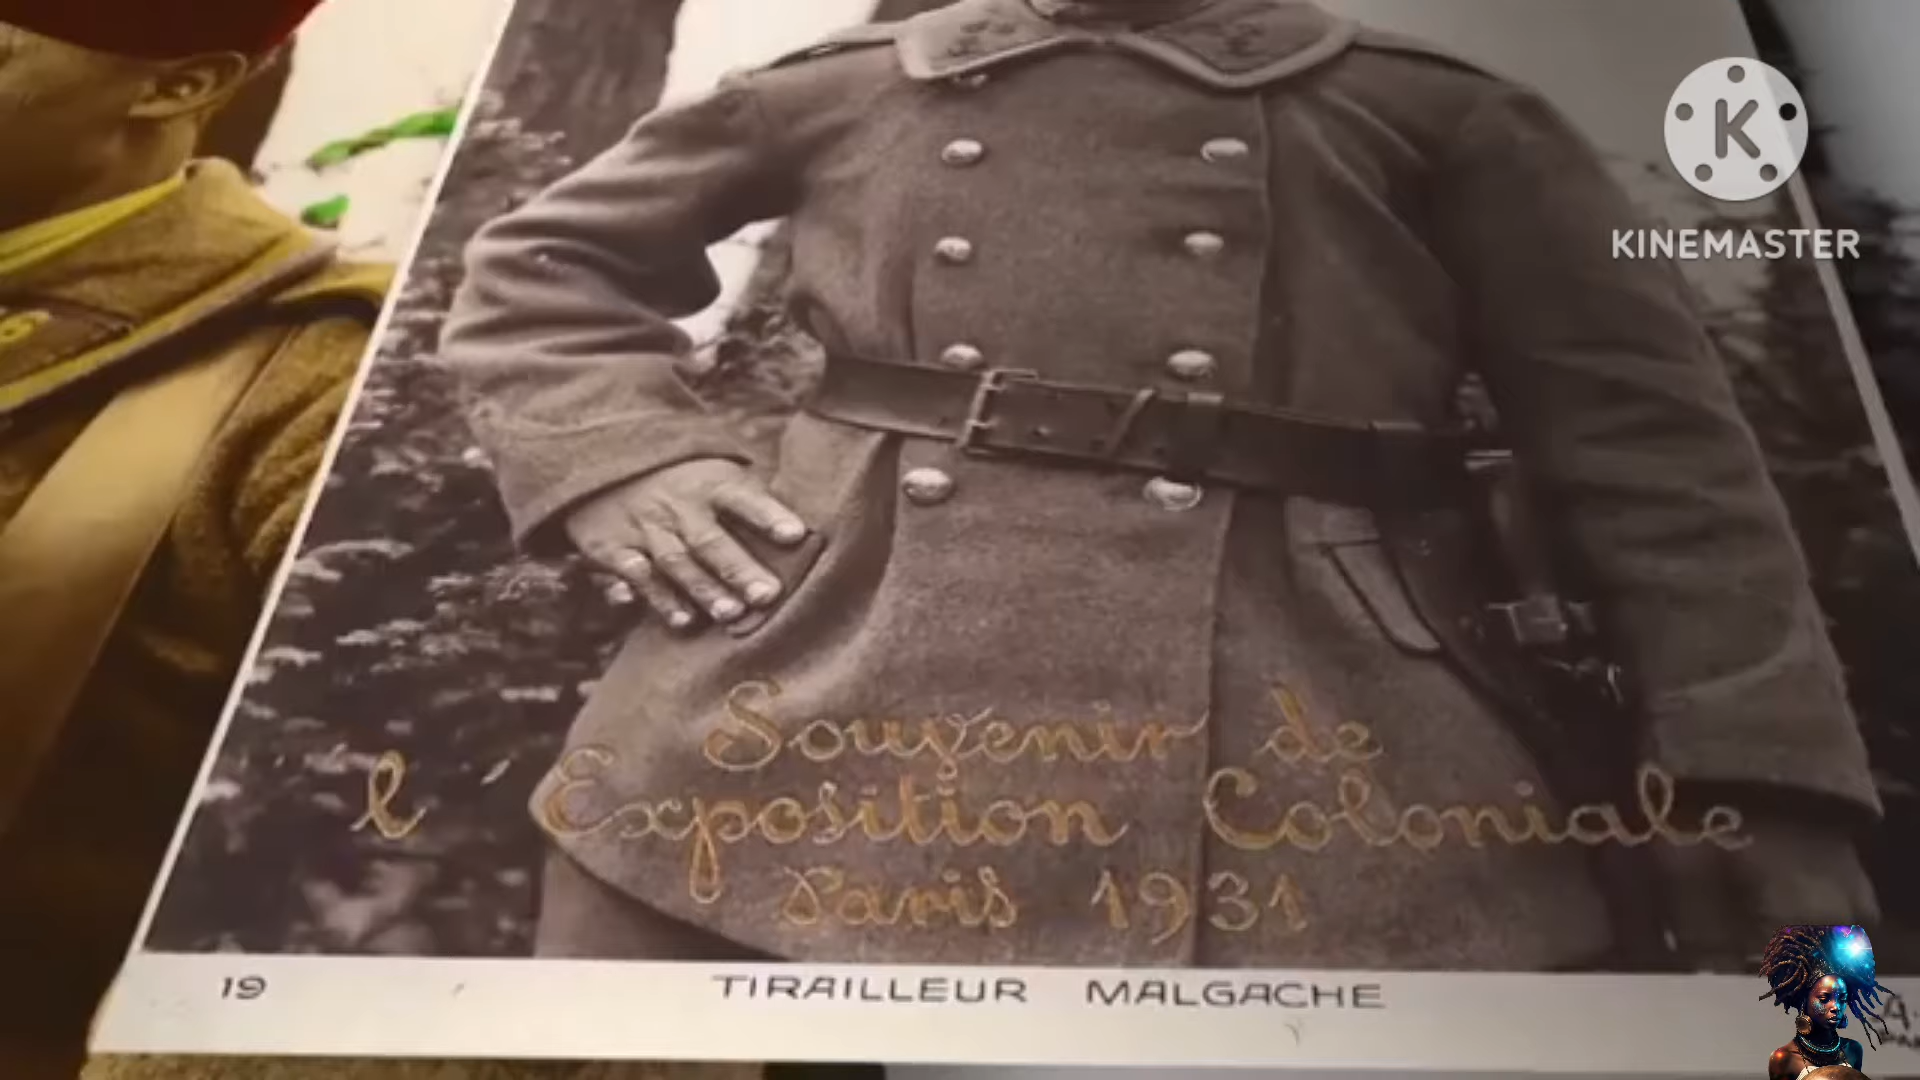 K
KINEMASTER
Souvenir de
l Exposition Coloniale
Paris 1931
19 TIRAILLEUR MALGACHE